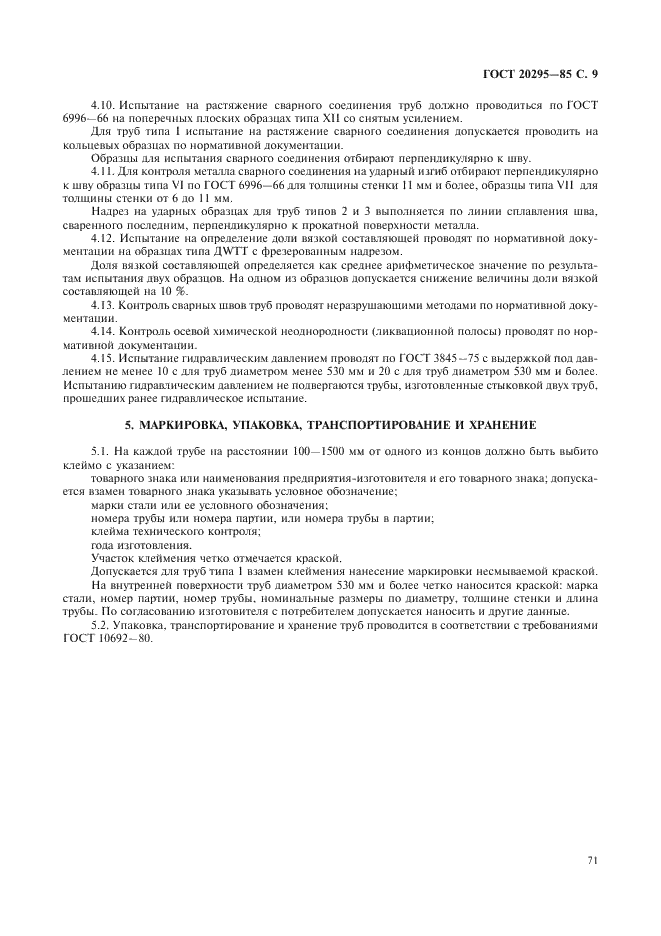 ГОСТ 20295—85 С. 9
4.10. Испытание на растяжение сварного соединения труб должно проводиться по ГОСТ
6996—66 на поперечных плоских образцах типа XII со снятым усилением.
Для труб типа 1 испытание на растяжение сварного соединения допускается проводить на
кольцевых образцах по нормативной документации.
Образцы для испытания сварного соединения отбирают перпендикулярно к шву.
4.11. Для контроля металла сварного соединения на ударный изгиб отбирают перпендикулярно
к шву образцы типа VI по ГОСТ 6996—66 для толщины стенки 11 мм и более, образцы типа VII для
толщины стенки от 6 до 11 мм.
Надрез на ударных образцах для труб типов 2 и 3 выполняется по линии сплавления шва,
сваренного последним, перпендикулярно к прокатной поверхности металла.
4.12. Испытание на определение доли вязкой составляющей проводят по нормативной доку-
ментации на образцах типа ДWТТ с фрезерованным надрезом.
Доля вязкой составляющей определяется как среднее арифметическое значение по результа-
там испытания двух образцов. На одном из образцов допускается снижение величины доли вязкой
составляющей на 10 %.
4.13. Контроль сварных швов труб проводят неразрушающими методами по нормативной доку-
ментации.
4.14. Контроль осевой химической неоднородности (ликвационной полосы) проводят по нор-
мативной документации.
4.15. Испытание гидравлическим давлением проводят по ГОСТ 3845—75 с выдержкой под дав-
лением не менее 10 с для труб диаметром менее 530 мм и 20 с для труб диаметром 530 мм и более.
Испытанию гидравлическим давлением не подвергаются трубы, изготовленные стыковкой двух труб,
прошедших ранее гидравлическое испытание.
5. МАРКИРОВКА, УПАКОВКА, ТРАНСПОРТИРОВАНИЕ И ХРАНЕНИЕ
5.1. На каждой трубе на расстоянии 100—1500 мм от одного из концов должно быть выбито
клеймо с указанием:
товарного знака или наименования предприятия-изготовителя и его товарного знака; допуска-
ется взамен товарного знака указывать условное обозначение;
марки стали или ее условного обозначения;
номера трубы или номера партии, или номера трубы в партии;
клейма технического контроля;
года изготовления.
Участок клеймения четко отмечается краской.
Допускается для труб типа 1 взамен клеймения нанесение маркировки несмываемой краской.
На внутренней поверхности труб диаметром 530 мм и более четко наносится краской: марка
стали, номер партии, номер трубы, номинальные размеры по диаметру, толщине стенки и длина
трубы. По согласованию изготовителя с потребителем допускается наносить и другие данные.
5.2. Упаковка, транспортирование и хранение труб проводится в соответствии с требованиями
ГОСТ 10692—80.
71